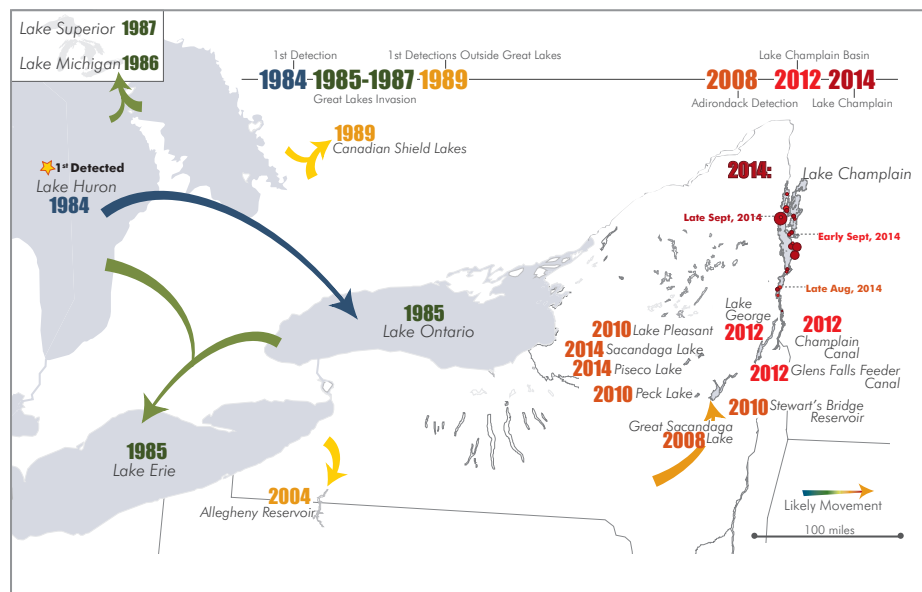 Lake Superior 1987
Lake Michigan 1986
1st Detection
1984
1985-1987
Great Lakes Invasion
1st Detections Outside Great Lakes
1989
2008
Adirondack Detection
Lake Champlain Basin
2012
2014
Lake Champlain
1989
Canadian Shield Lakes
1st Detected
Lake Huron
1984
2014:
Lake Champlain
Late Sept, 2014
Early Sept, 2014
Late Aug, 2014
1985
Lake Ontario
2010 Lake Pleasant
2014 Sacandaga Lake
2014 Piseco Lake
2010 Peck Lake
Lake
George
2012
2012
Champlain
Canal
2012 Glens Falls Feeder
Canal
2010 Stewart's Bridge
Reservoir
Great Sacandaga
2008 Lake
1985
Lake Erie
2004
Allegheny Reservoir
Likely Movement
100 miles